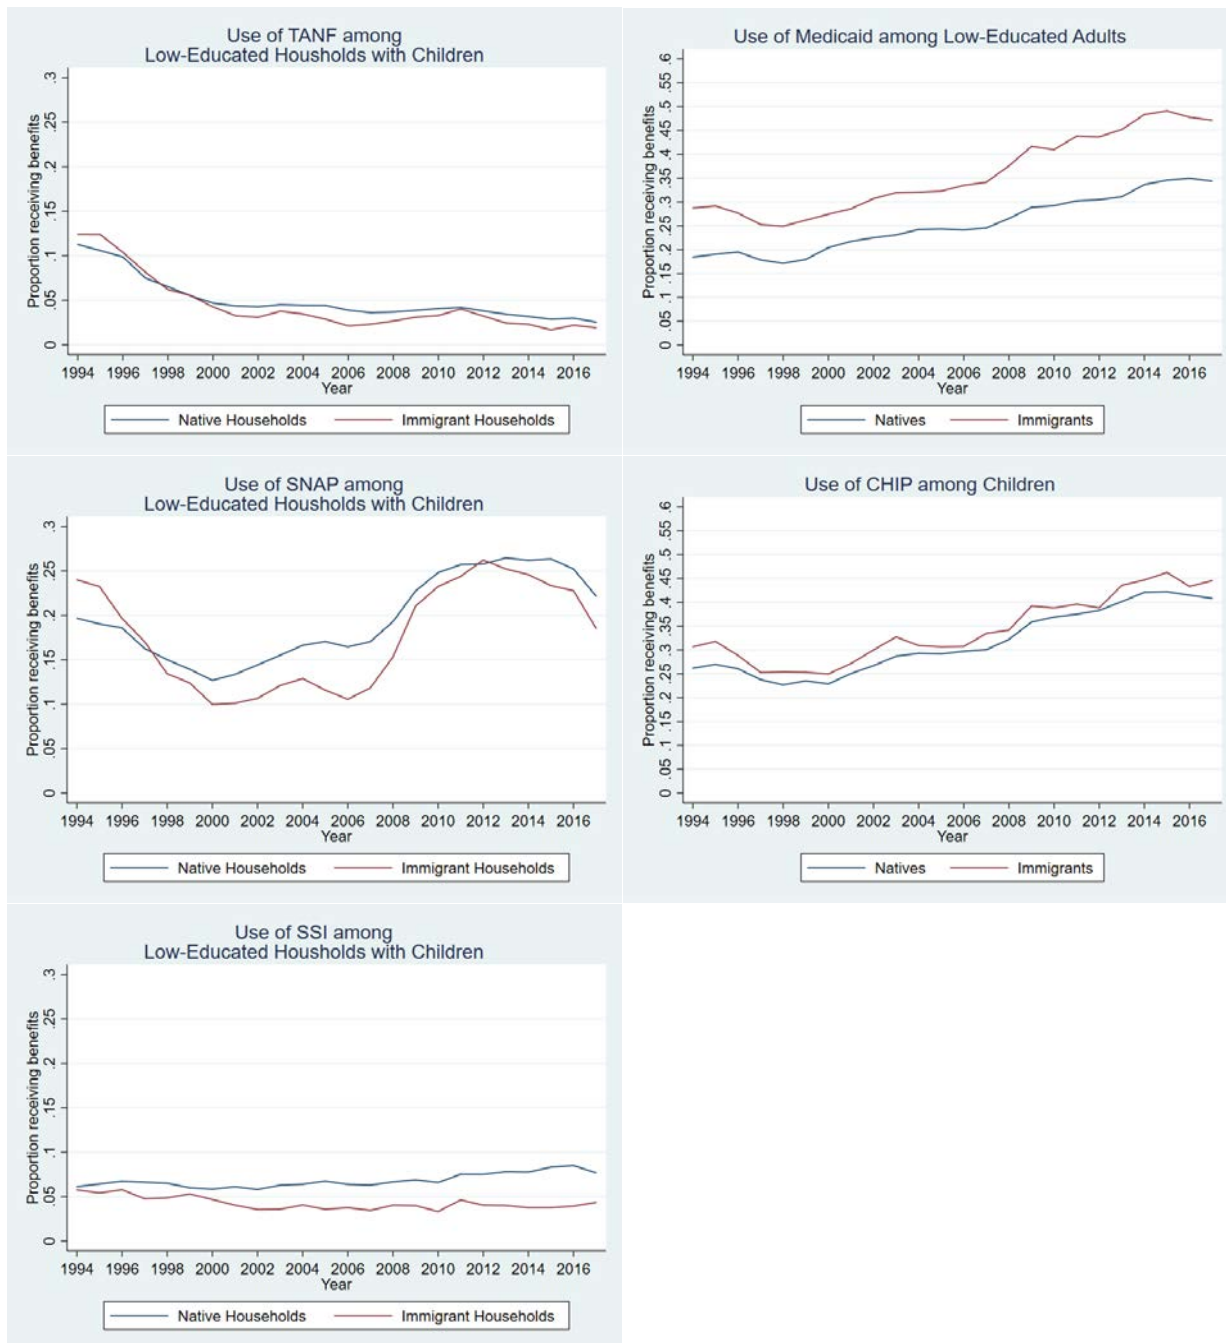 Use of TANF among
Low-Educated Housholds with Children
Proportion receiving benefits
.3
.25
.2
.15
.1
.05
0
1994 1996 1998 2000 2002 2004 2006 2008 2010 2012 2014 2016
Year
Native Households Immigrant Households
Use of Medicaid among Low-Educated Adults
Proportion receiving benefits
.6
.55
.5
.45
.4
.35
.3
.25
.2
.15
.1
.05
0
1994 1996 1998 2000 2002 2004 2006 2008 2010 2012 2014 2016
Year
Natives Immigrants
Use of SNAP among
Low-Educated Housholds with Children
Proportion receiving benefits
.3
.25
.2
.15
.1
.05
0
1994 1996 1998 2000 2002 2004 2006 2008 2010 2012 2014 2016
Year
Native Households Immigrant Households
Use of CHIP among Children
Proportion receiving benefits
.6
.55
.5
.45
.4
.35
.3
.25
.2
.15
.1
.05
0
1994 1996 1998 2000 2002 2004 2006 2008 2010 2012 2014 2016
Year
Natives Immigrants
Use of SSI among
Low-Educated Housholds with Children
Proportion receiving benefits
.3
.25
.2
.15
.1
.05
0
1994 1996 1998 2000 2002 2004 2006 2008 2010 2012 2014 2016
Year
Native Households Immigrant Households